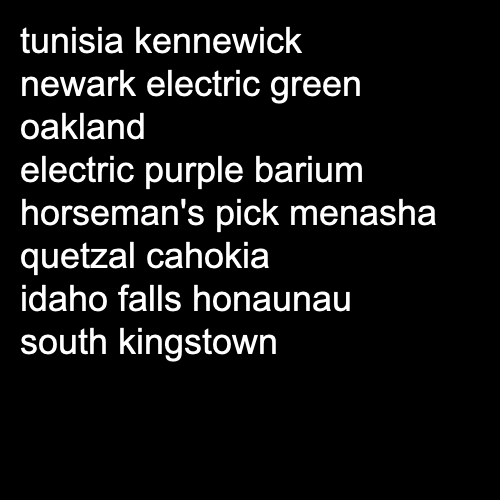 tunisia kennewick
newark electric green
oakland
electric purple barium
horseman's pick menasha
quetzal cahokia
idaho falls honaunau
south kingstown